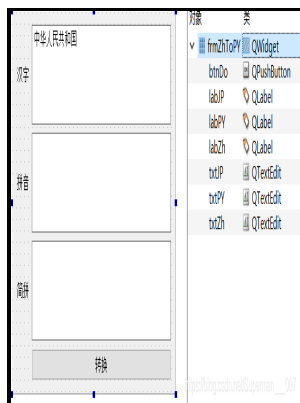 中华人民共和国
汉字
拼音
简拼
转换
对象 类
frmZhToPY QWidget
btnDo QPushButton
labJP QLabel
labPY QLabel
labZh QLabel
txtJP QTextEdit
txtPY QTextEdit
txtZh QTextEdit